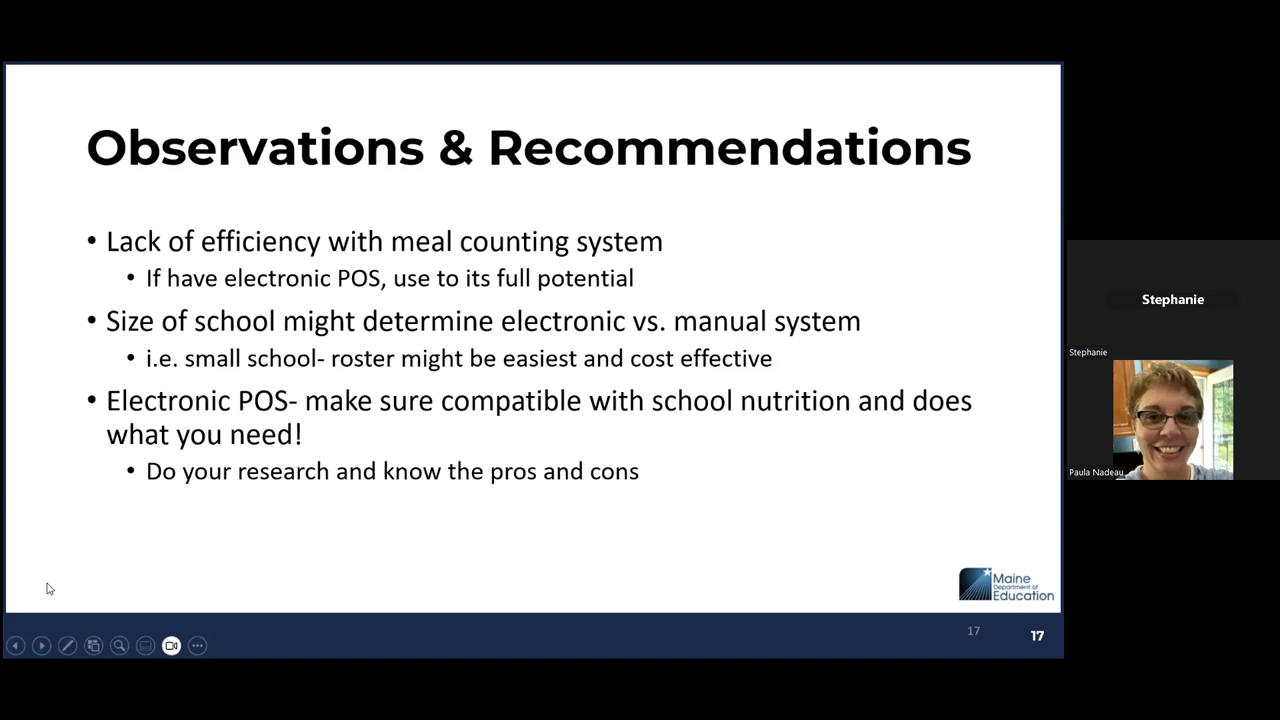 Observations & Recommendations
• Lack of efficiency with meal counting system
• If have electronic POS, use to its full potential
• Size of school might determine electronic vs. manual system
• i.e. small school- roster might be easiest and cost effective
• Electronic POS- make sure compatible with school nutrition and does
what you need!
• Do your research and know the pros and cons
Maine
Department of
Education
17
17
Stephanie
Stephanie
Paula Nadeau